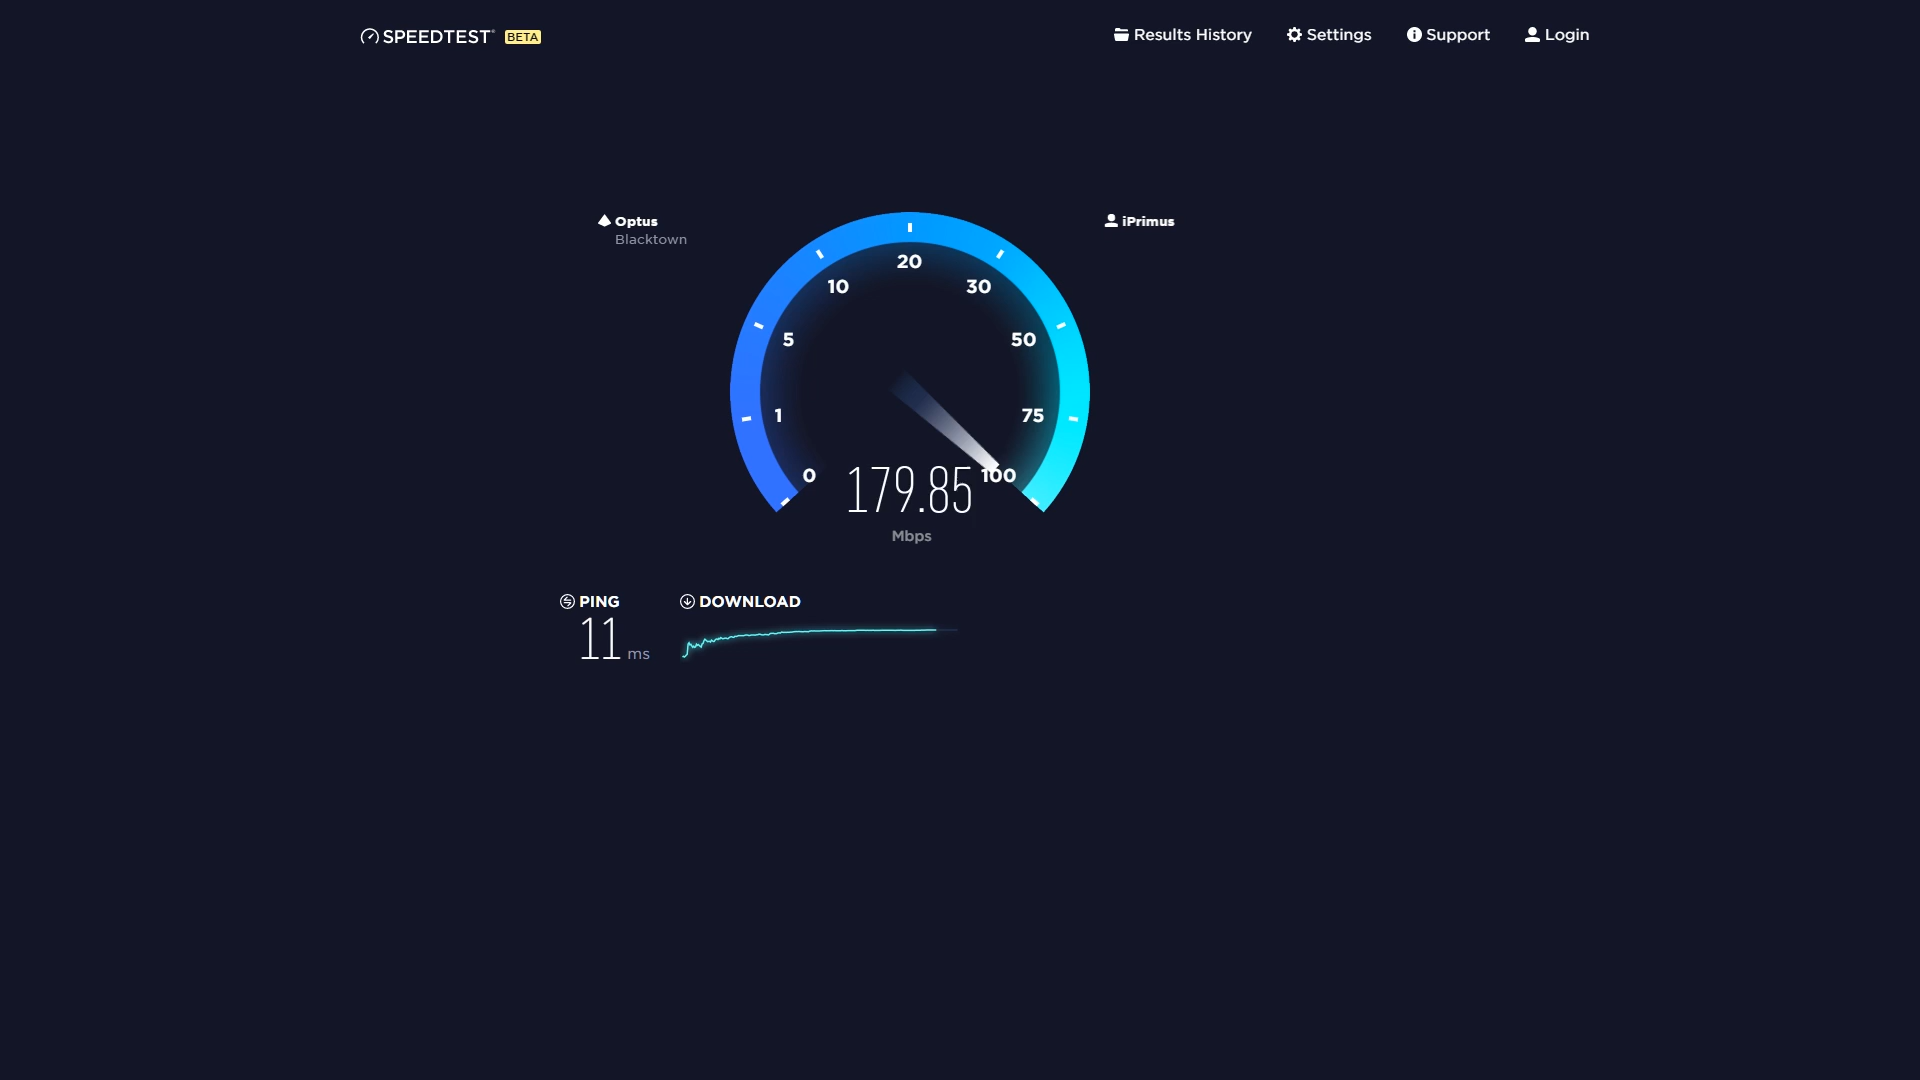 SPEEDTEST® BETA
Results History
Settings
Support
Login
Optus
Blacktown
iPrimus
0
1
5
10
20
30
50
75
100
179.85
Mbps
PING
11 ms
DOWNLOAD